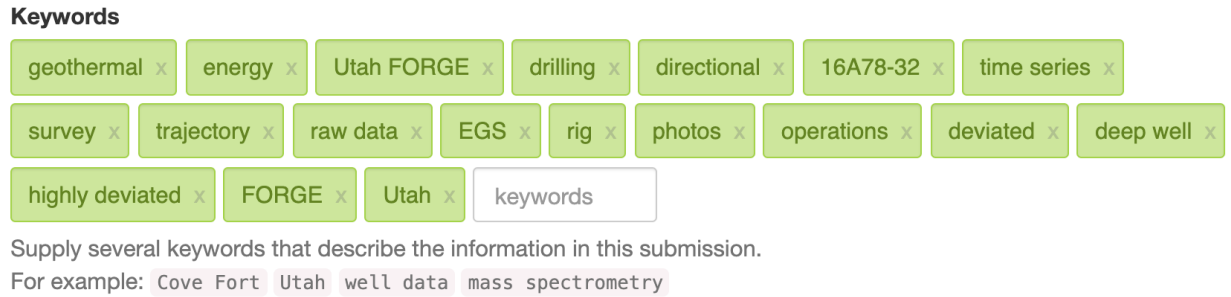 Keywords
geothermal x energy x Utah FORGE x drilling x directional x 16A78-32 x time series x
survey x trajectory x raw data x EGS x rig x photos x operations x deviated x deep well x
highly deviated x FORGE x Utah x keywords
Supply several keywords that describe the information in this submission.
For example: Cove Fort Utah well data mass spectrometry